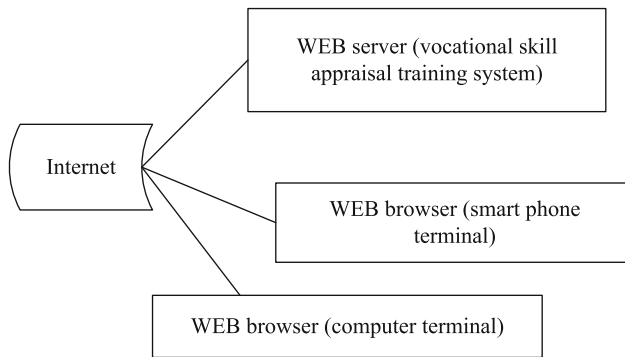 WEB server (vocational skill
appraisal training system)
Internet
WEB browser (smart phone
terminal)
WEB browser (computer terminal)